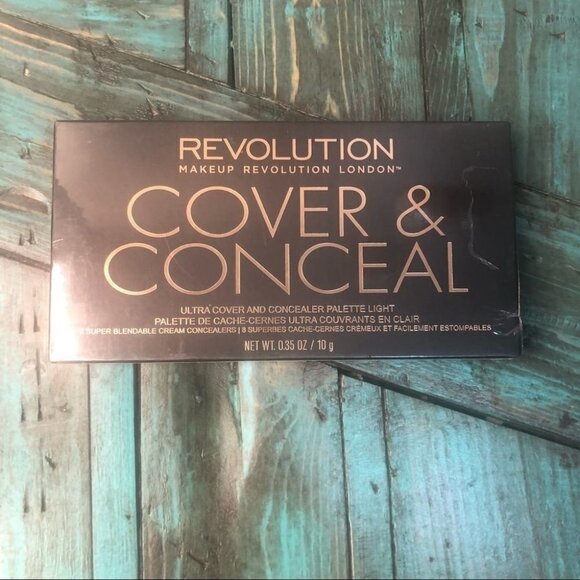 REVOLUTION
MAKEUP REVOLUTION LONDON™
COVER &
CONCEAL
ULTRA COVER AND CONCEALER PALETTE LIGHT
PALETTE DE CACHE-CERNES ULTRA COUVRANTS EN CLAIR
8 SUPER BLENDABLE CREAM CONCEALERS | 8 SUPERBES CACHE-CERNES CRÉMEUX ET FACILEMENT ESTOMPABLES
NET WT. 0.35 OZ / 10 g